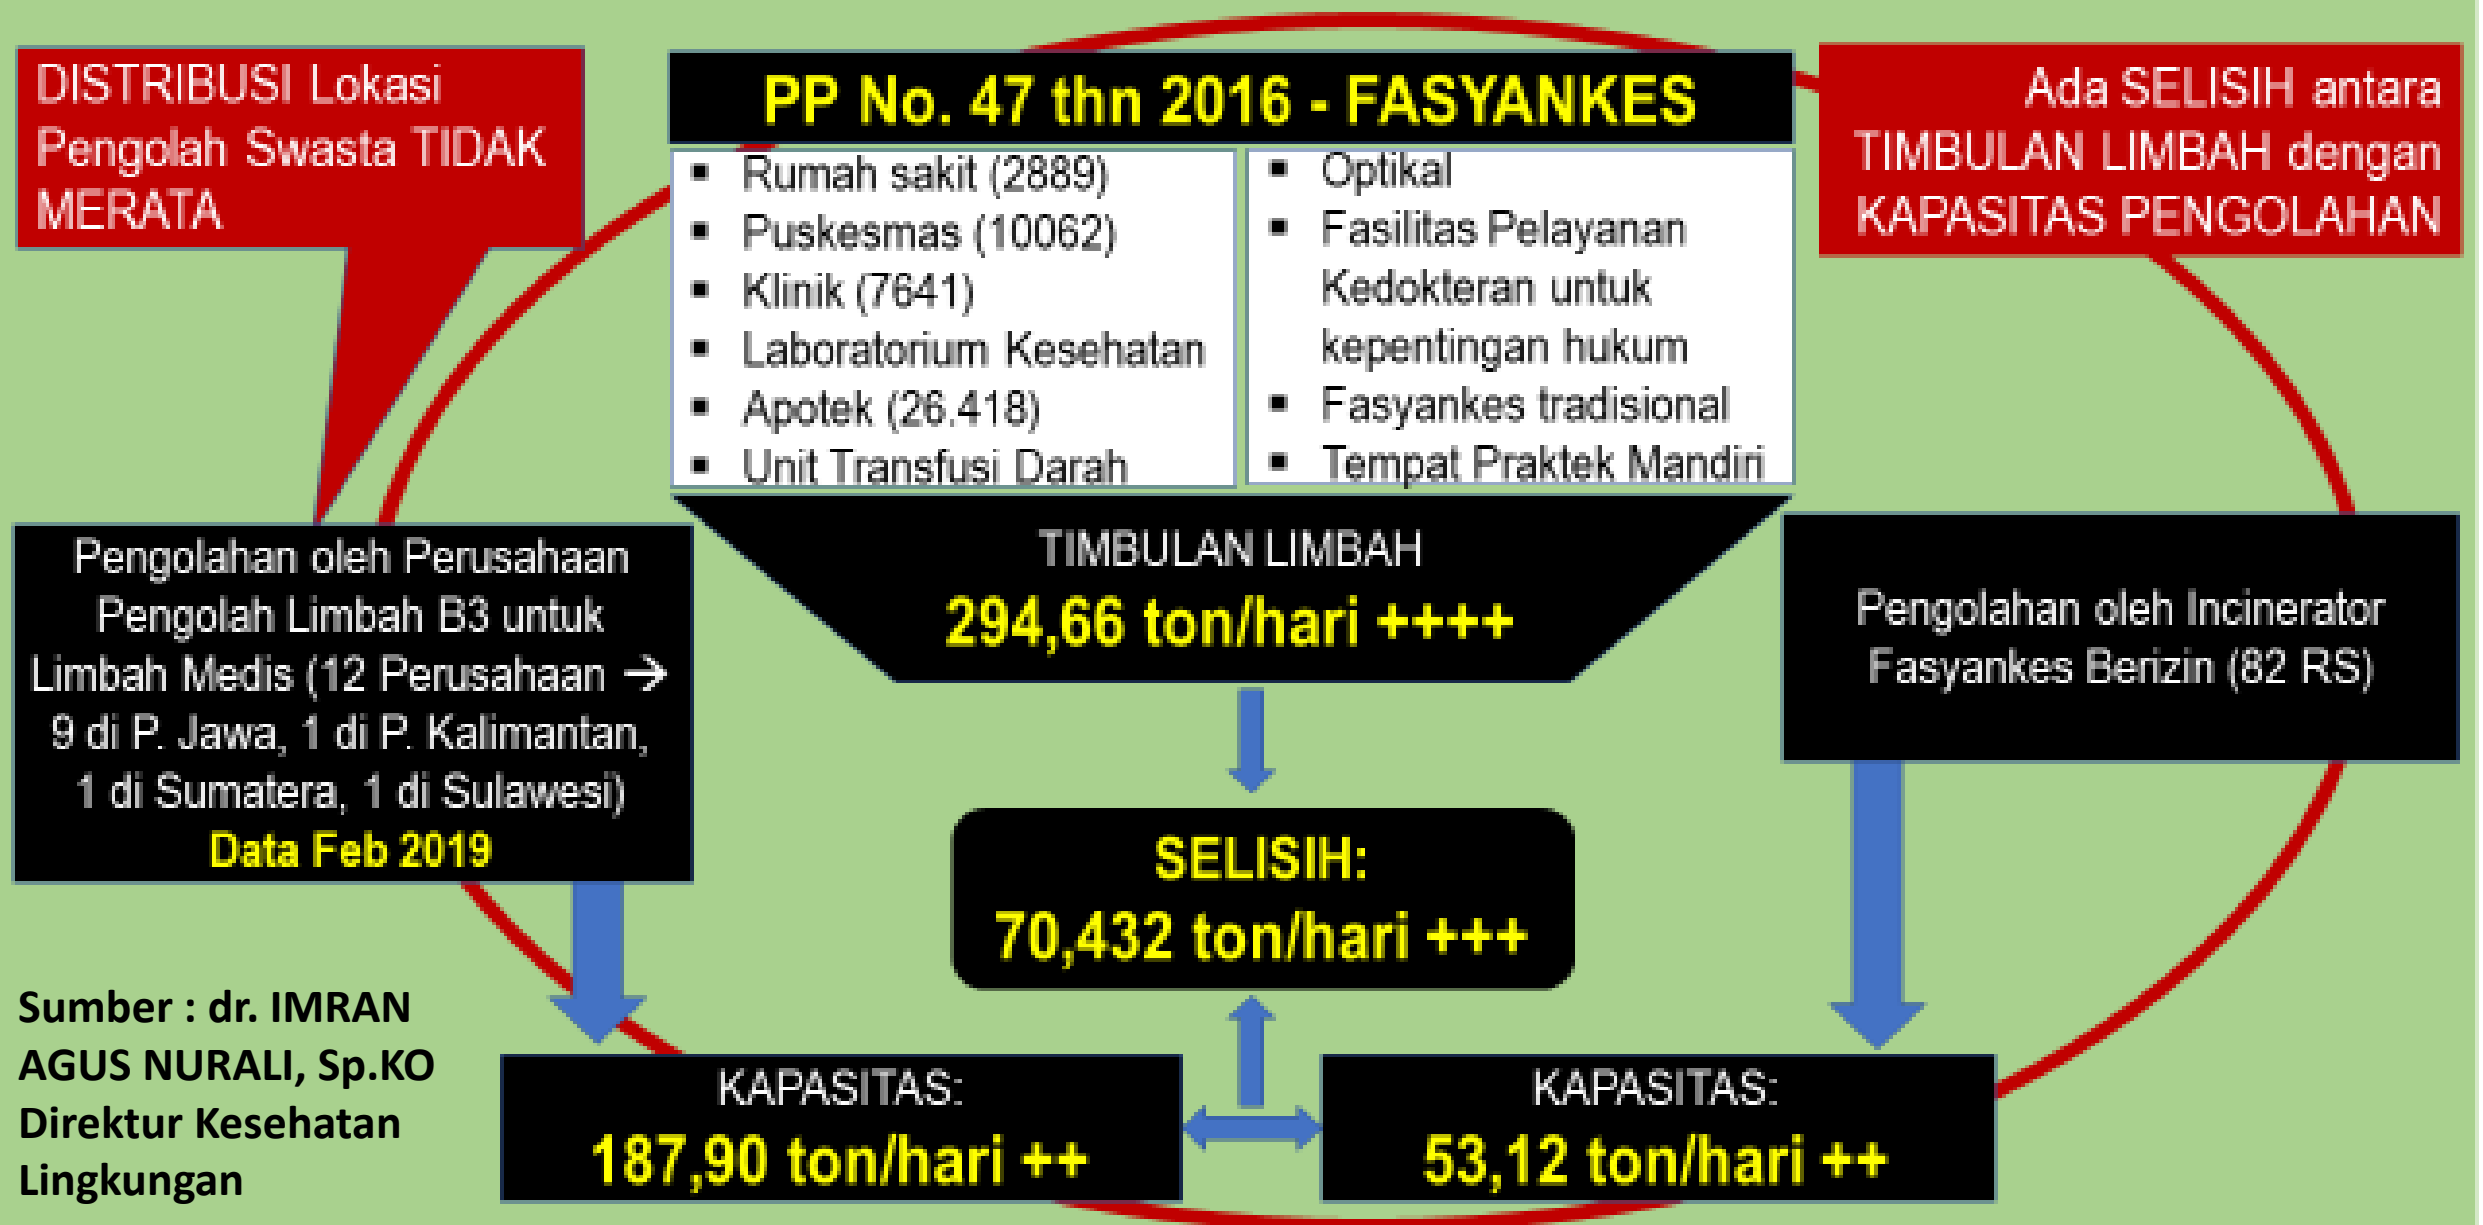 DISTRIBUSI Lokasi
Pengolah Swasta TIDAK
MERATA
PP No. 47 thn 2016 - FASYANKES
Ada SELISIH antara
TIMBULAN LIMBAH dengan
KAPASITAS PENGOLAHAN
▪ Rumah sakit (2889)
▪ Puskesmas (10062)
▪ Klinik (7641)
▪ Laboratorium Kesehatan
▪ Apotek (26.418)
▪ Unit Transfusi Darah
▪ Optikal
▪ Fasilitas Pelayanan
Kedokteran untuk
kepentingan hukum
▪ Fasyankes tradisional
▪ Tempat Praktek Mandiri
Pengolahan oleh Perusahaan
Pengolah Limbah B3 untuk
Limbah Medis (12 Perusahaan →
9 di P. Jawa, 1 di P. Kalimantan,
1 di Sumatera, 1 di Sulawesi)
Data Feb 2019
TIMBULAN LIMBAH
294,66 ton/hari ++++
Pengolahan oleh Incinerator
Fasyankes Berizin (82 RS)
SELISIH:
70,432 ton/hari +++
Sumber : dr. IMRAN
AGUS NURALI, Sp.KO
Direktur Kesehatan
Lingkungan
KAPASITAS:
187,90 ton/hari ++
KAPASITAS:
53,12 ton/hari ++